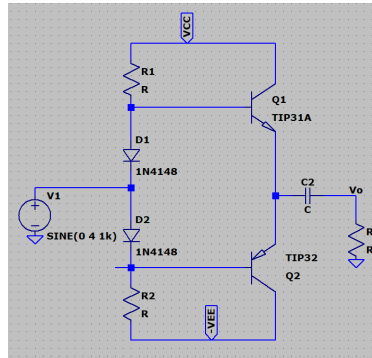 VCC
R1
R
Q1
TIP31A
D1
1N4148
V1
SINE(0 4 1k)
C2
C
Vo
D2
1N4148
R
R
TIP32
Q2
R2
R
-VEE